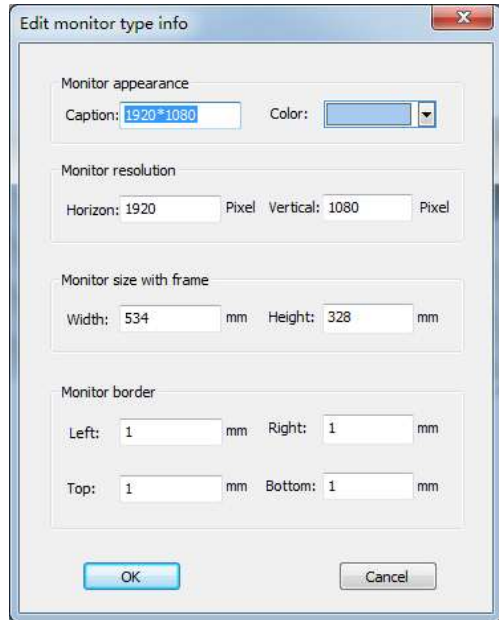 Edit monitor type info
Monitor appearance
Caption: 1920*1080 Color:
Monitor resolution
Horizon: 1920 Pixel Vertical: 1080 Pixel
Monitor size with frame
Width: 534 mm Height: 328 mm
Monitor border
Left: 1 mm Right: 1 mm
Top: 1 mm Bottom: 1 mm
OK Cancel